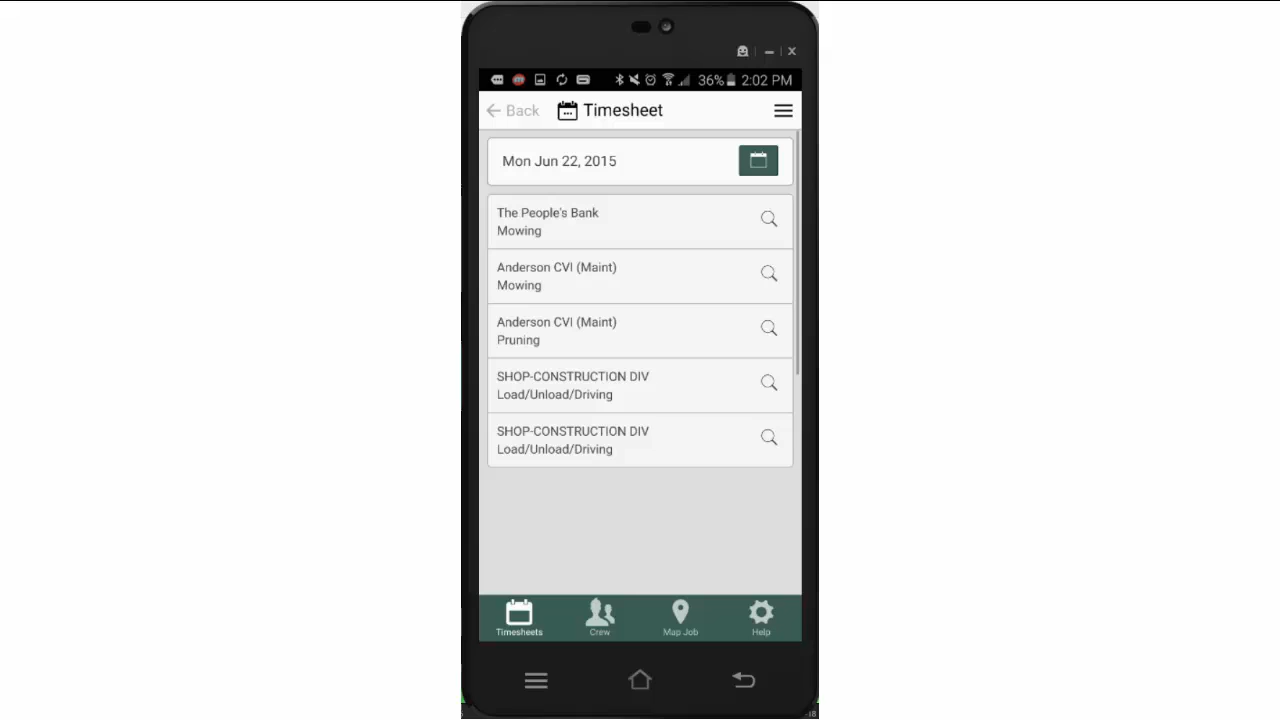 36% 2:02 PM
Back Timesheet
Mon Jun 22, 2015
The People's Bank
Mowing
Anderson CVI (Maint)
Mowing
Anderson CVI (Maint)
Pruning
SHOP-CONSTRUCTION DIV
Load/Unload/Driving
SHOP-CONSTRUCTION DIV
Load/Unload/Driving
Timesheets Crew Map Job Help